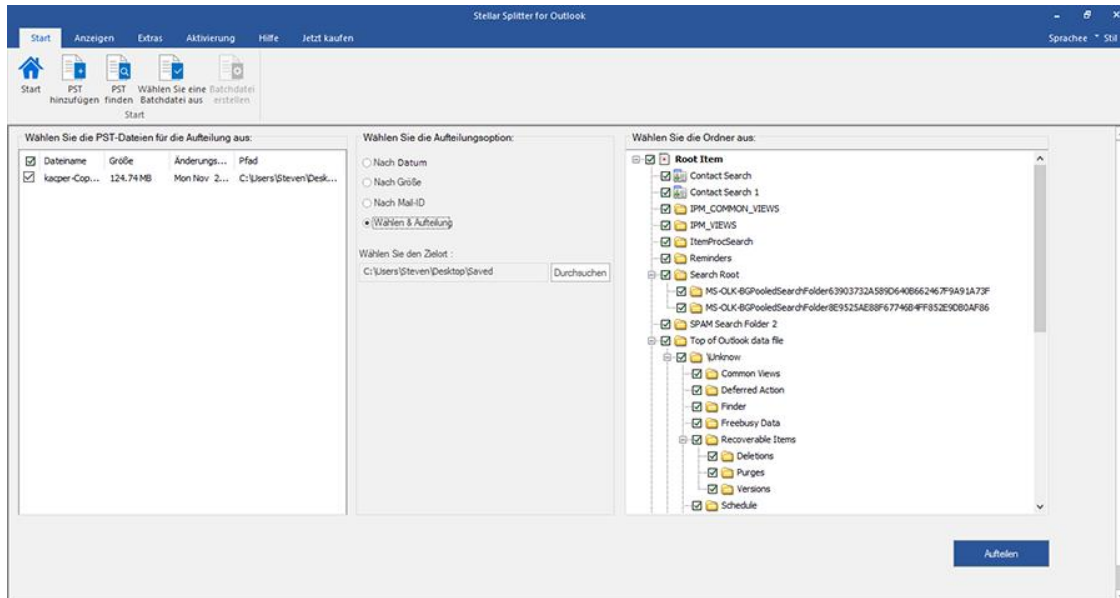 Stellar Splitter for Outlook
Start Anzeigen Extras Aktivierung Hilfe Jetzt kaufen Sprachee Stil
Start PST hinzufügen PST finden Wählen Sie eine Batchdatei aus Batchdatei erstellen
Start
Wählen Sie die PST-Dateien für die Aufteilung aus:
Dateiname Größe Änderungs... Pfad
kacper-Cop... 124.74 MB Mon Nov 2... C:\Users\Steven\Desk...
Wählen Sie die Aufteilungsoption:
Nach Datum
Nach Größe
Nach Mail-ID
Wählen & Aufteilung
Wählen Sie den Zielort :
C:\Users\Steven\Desktop\Saved Durchsuchen
Wählen Sie die Ordner aus:
Root Item
Contact Search
Contact Search 1
IPM_COMMON_VIEWS
IPM_VIEWS
ItemProcSearch
Reminders
Search Root
MS-OLK-BGPooledSearchFolder63903732A589D640B662467F9A91A73F
MS-OLK-BGPooledSearchFolder8E9525AE88F67746B4FF852E9DB0AF86
SPAM Search Folder 2
Top of Outlook data file
\Unknow
Common Views
Deferred Action
Finder
Freebusy Data
Recoverable Items
Deletions
Purges
Versions
Schedule
Aufteilen